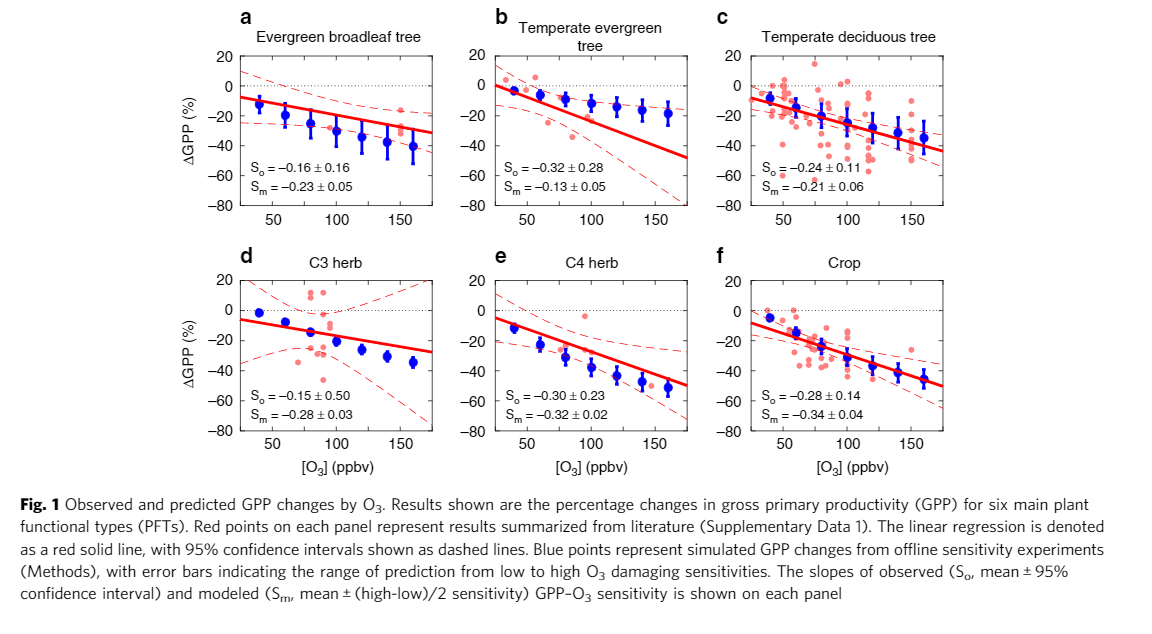 a
Evergreen broadleaf tree
20
0
−20
−40
−60
−80
ΔGPP (%)
50
100
150
So = −0.16 ± 0.16
Sm = −0.23 ± 0.05
b
Temperate evergreen
tree
20
0
−20
−40
−60
−80
50
100
150
So = −0.32 ± 0.28
Sm = −0.13 ± 0.05
c
Temperate deciduous tree
20
0
−20
−40
−60
−80
50
100
150
So = −0.24 ± 0.11
Sm = −0.21 ± 0.06
d
C3 herb
20
0
−20
−40
−60
−80
ΔGPP (%)
50
100
150
[O3] (ppbv)
So = −0.15 ± 0.50
Sm = −0.28 ± 0.03
e
C4 herb
20
0
−20
−40
−60
−80
50
100
150
[O3] (ppbv)
So = −0.30 ± 0.23
Sm = −0.32 ± 0.02
f
Crop
20
0
−20
−40
−60
−80
50
100
150
[O3] (ppbv)
So = −0.28 ± 0.14
Sm = −0.34 ± 0.04
Fig. 1 Observed and predicted GPP changes by O3. Results shown are the percentage changes in gross primary productivity (GPP) for six main plant
functional types (PFTs). Red points on each panel represent results summarized from literature (Supplementary Data 1). The linear regression is denoted
as a red solid line, with 95% confidence intervals shown as dashed lines. Blue points represent simulated GPP changes from offline sensitivity experiments
(Methods), with error bars indicating the range of prediction from low to high O3 damaging sensitivities. The slopes of observed (So, mean ± 95%
confidence interval) and modeled (Sm, mean ± (high-low)/2 sensitivity) GPP–O3 sensitivity is shown on each panel